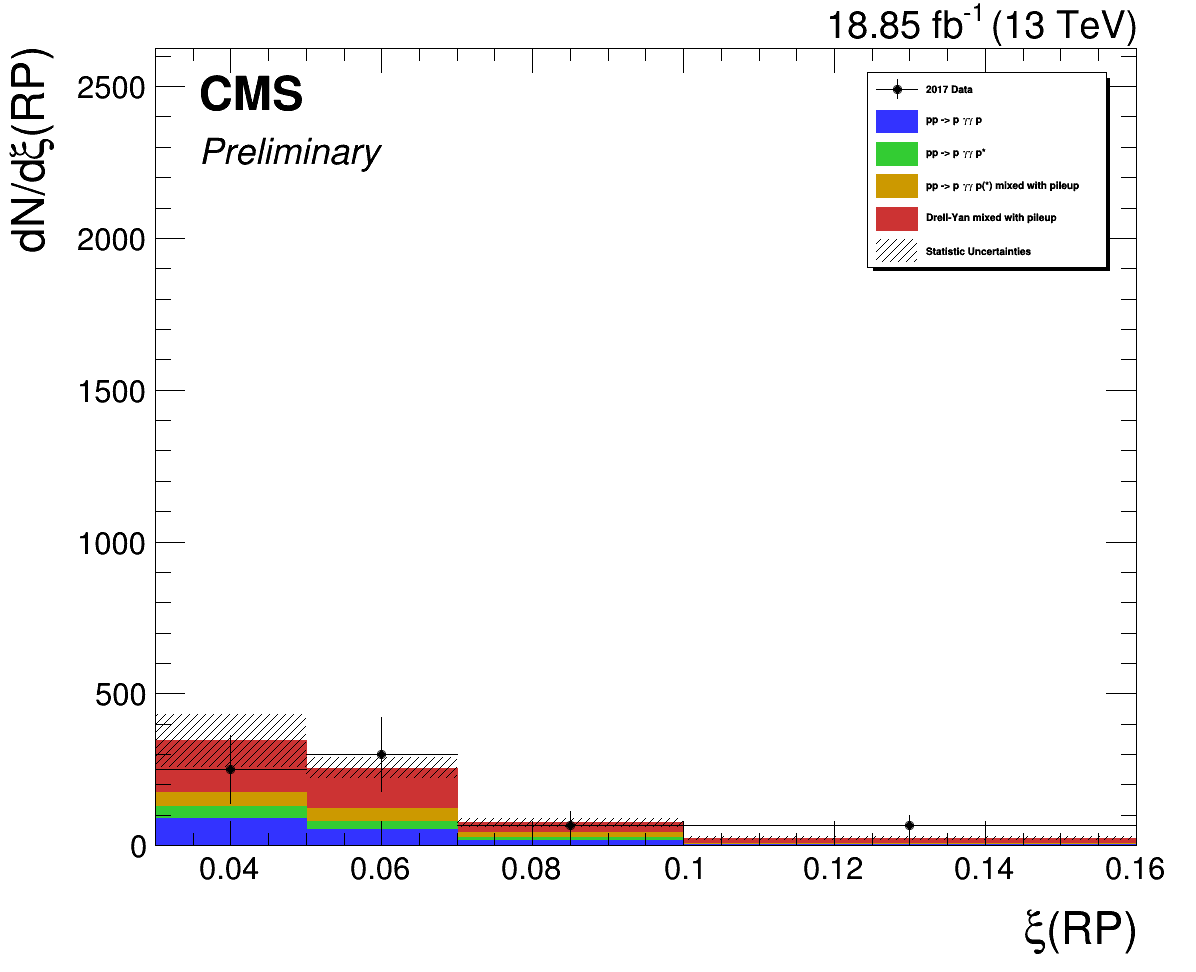 18.85 fb⁻¹ (13 TeV)
dN/dξ(RP)
CMS
Preliminary
2017 Data
pp -> p γγ p
pp -> p γγ p*
pp -> p γγ p(*) mixed with pileup
Drell-Yan mixed with pileup
Statistic Uncertainties
2500
2000
1500
1000
500
0
0.04 0.06 0.08 0.1 0.12 0.14 0.16
ξ(RP)